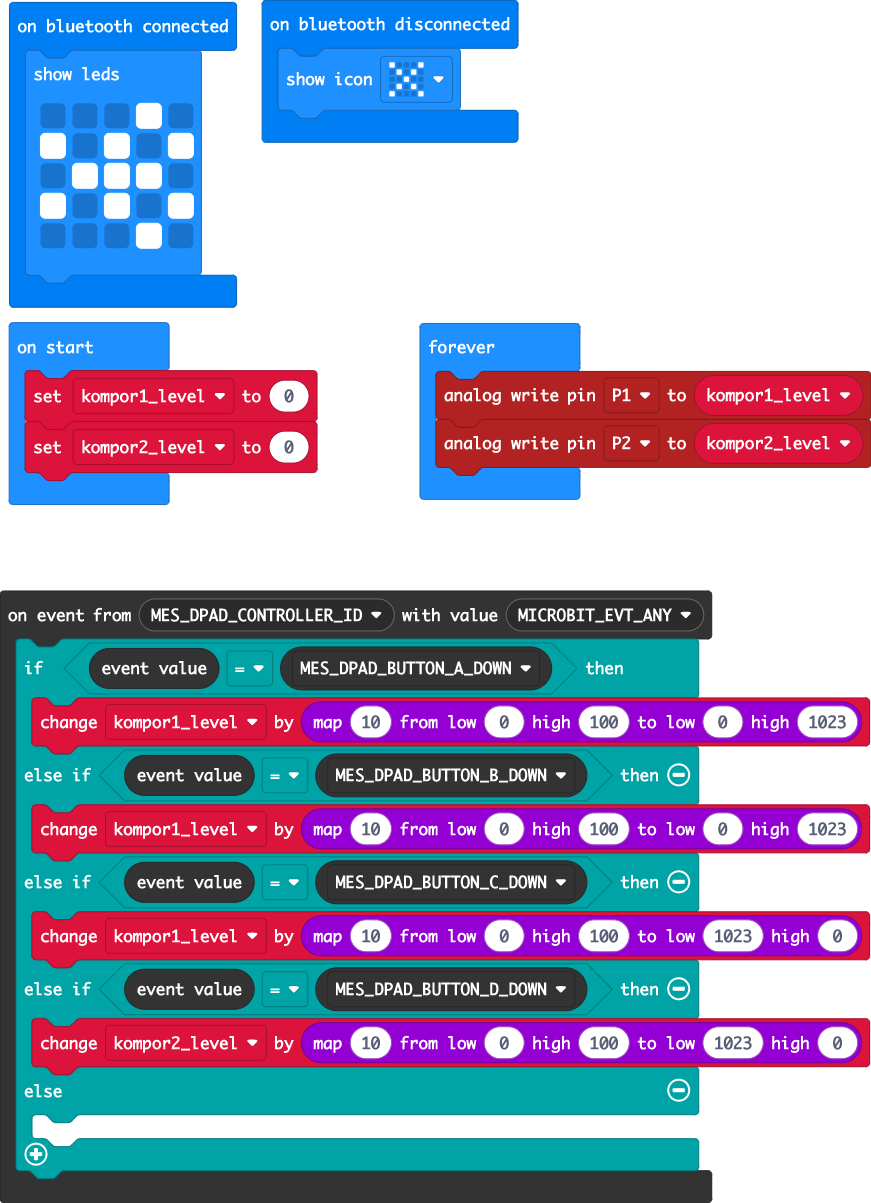 on bluetooth connected
show leds
on bluetooth disconnected
show icon
on start
set kompor1_level to 0
set kompor2_level to 0
forever
analog write pin P1 to kompor1_level
analog write pin P2 to kompor2_level
on event from MES_DPAD_CONTROLLER_ID with value MICROBIT_EVT_ANY
if event value = MES_DPAD_BUTTON_A_DOWN then
change kompor1_level by map 10 from low 0 high 100 to low 0 high 1023
else if event value = MES_DPAD_BUTTON_B_DOWN then
change kompor1_level by map 10 from low 0 high 100 to low 0 high 1023
else if event value = MES_DPAD_BUTTON_C_DOWN then
change kompor1_level by map 10 from low 0 high 100 to low 1023 high 0
else if event value = MES_DPAD_BUTTON_D_DOWN then
change kompor2_level by map 10 from low 0 high 100 to low 1023 high 0
else